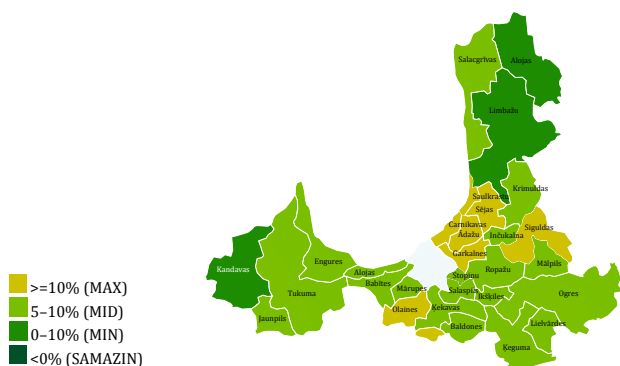 Salacgrīvas
Alojas
Limbažu
Krimuldas
Saulkrastu
Sējas
Carnikavas
Ādažu
Inčukalna
Siguldas
Garkalnes
Mālpils
Ropažu
Stopiņu
Kandavas
Engures
Alojas
Babītes
Mārupes
Salaspils
Ikšķiles
Ogres
Tukuma
Jaunpils
Olaines
Ķekavas
Baldones
Lielvārdes
Ķeguma
>=10% (MAX)
5–10% (MID)
0–10% (MIN)
<0% (SAMAZIN)